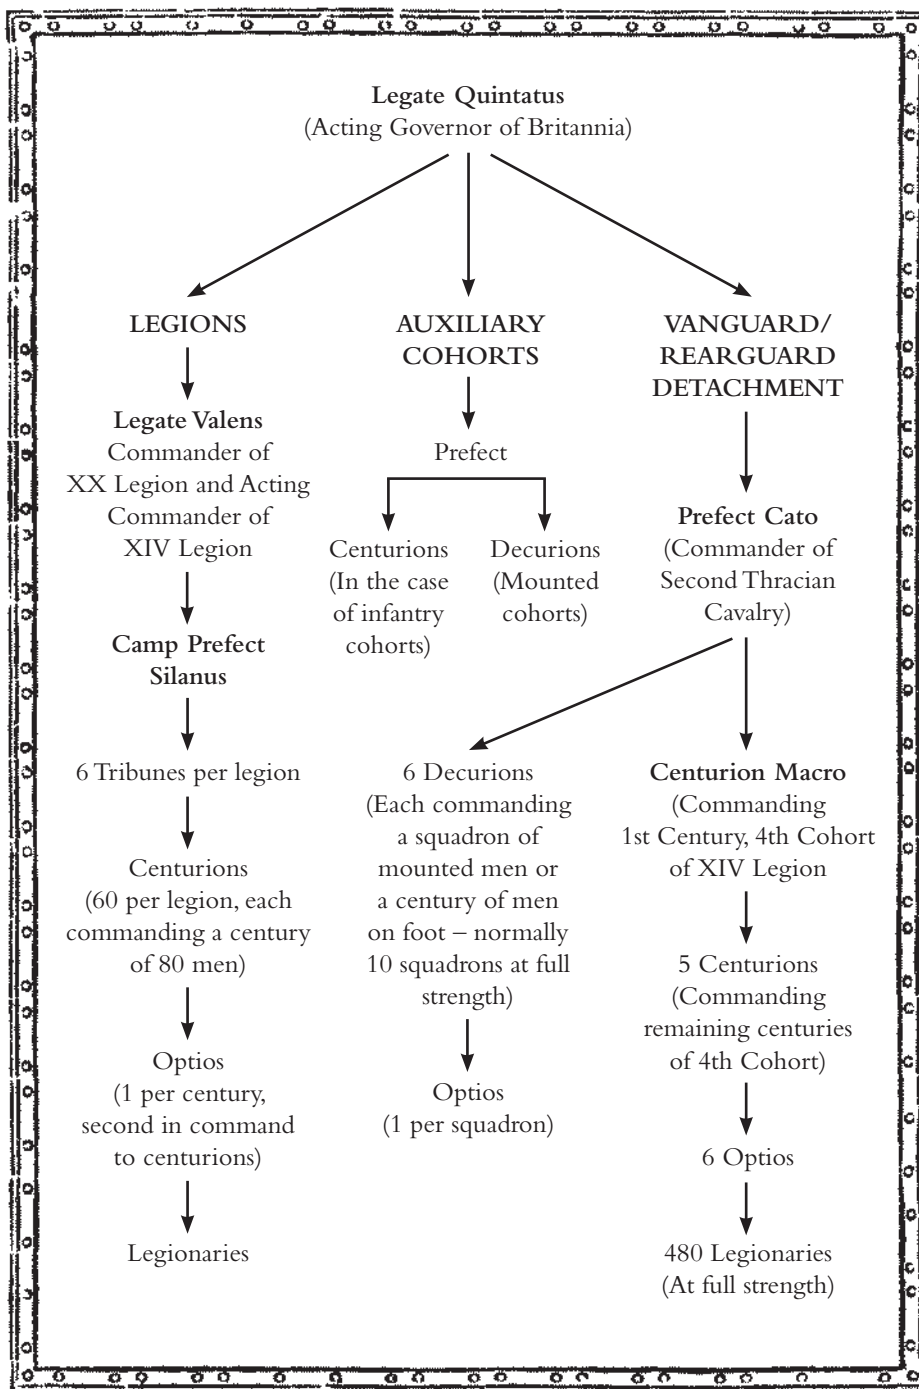 Legate Quintatus
(Acting Governor of Britannia)
LEGIONS
Legate Valens
Commander of
XX Legion and Acting
Commander of
XIV Legion
Camp Prefect
Silanus
6 Tribunes per legion
Centurions
(60 per legion, each
commanding a century
of 80 men)
Optios
(1 per century,
second in command
to centurions)
Legionaries
AUXILIARY
COHORTS
Prefect
Centurions
(In the case
of infantry
cohorts)
Decurions
(Mounted
cohorts)
VANGUARD/
REARGUARD
DETACHMENT
Prefect Cato
(Commander of
Second Thracian
Cavalry)
6 Decurions
(Each commanding
a squadron of
mounted men or
a century of men
on foot – normally
10 squadrons at full
strength)
Optios
(1 per squadron)
Centurion Macro
(Commanding
1st Century, 4th Cohort
of XIV Legion
5 Centurions
(Commanding
remaining centuries
of 4th Cohort)
6 Optios
480 Legionaries
(At full strength)